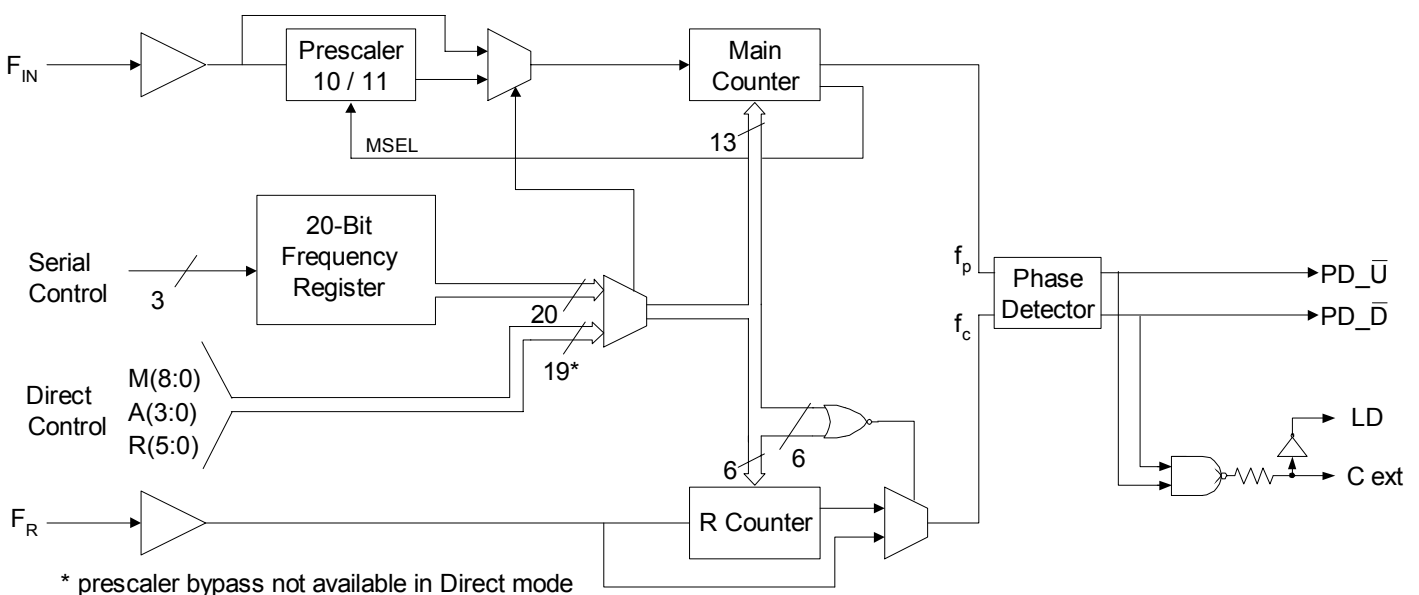 F_IN
Prescaler
10 / 11
Main
Counter
MSEL
13
20-Bit
Frequency
Register
Serial
Control
3
20
19*
Direct
Control
M(8:0)
A(3:0)
R(5:0)
6
6
f_p
f_c
Phase
Detector
PD_U̅
PD_D̅
LD
C ext
F_R
R Counter
* prescaler bypass not available in Direct mode